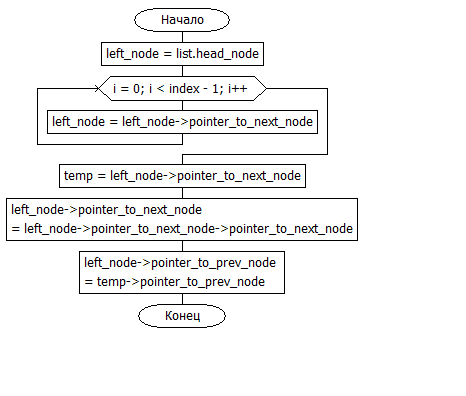 Начало
left_node = list.head_node
i = 0; i < index - 1; i++
left_node = left_node->pointer_to_next_node
temp = left_node->pointer_to_next_node
left_node->pointer_to_next_node
= left_node->pointer_to_next_node->pointer_to_next_node
left_node->pointer_to_prev_node
= temp->pointer_to_prev_node
Конец